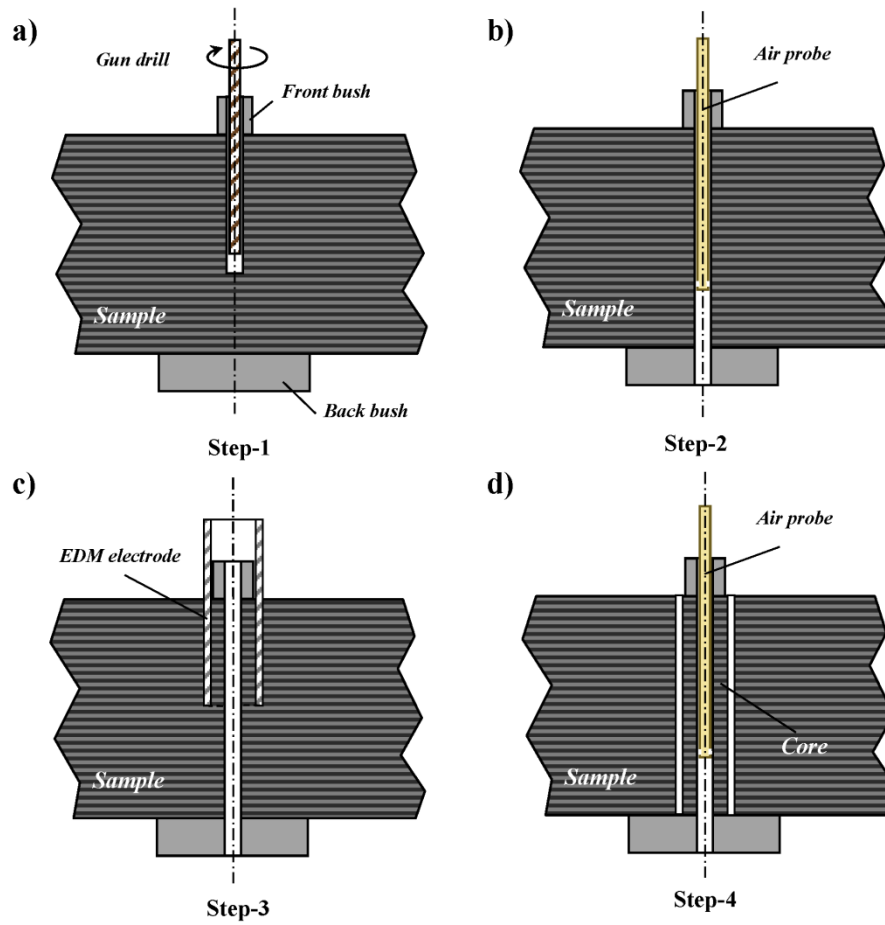 a)
Gun drill
Front bush
Sample
Back bush
Step-1
b)
Air probe
Sample
Step-2
c)
EDM electrode
Sample
Step-3
d)
Air probe
Core
Sample
Step-4